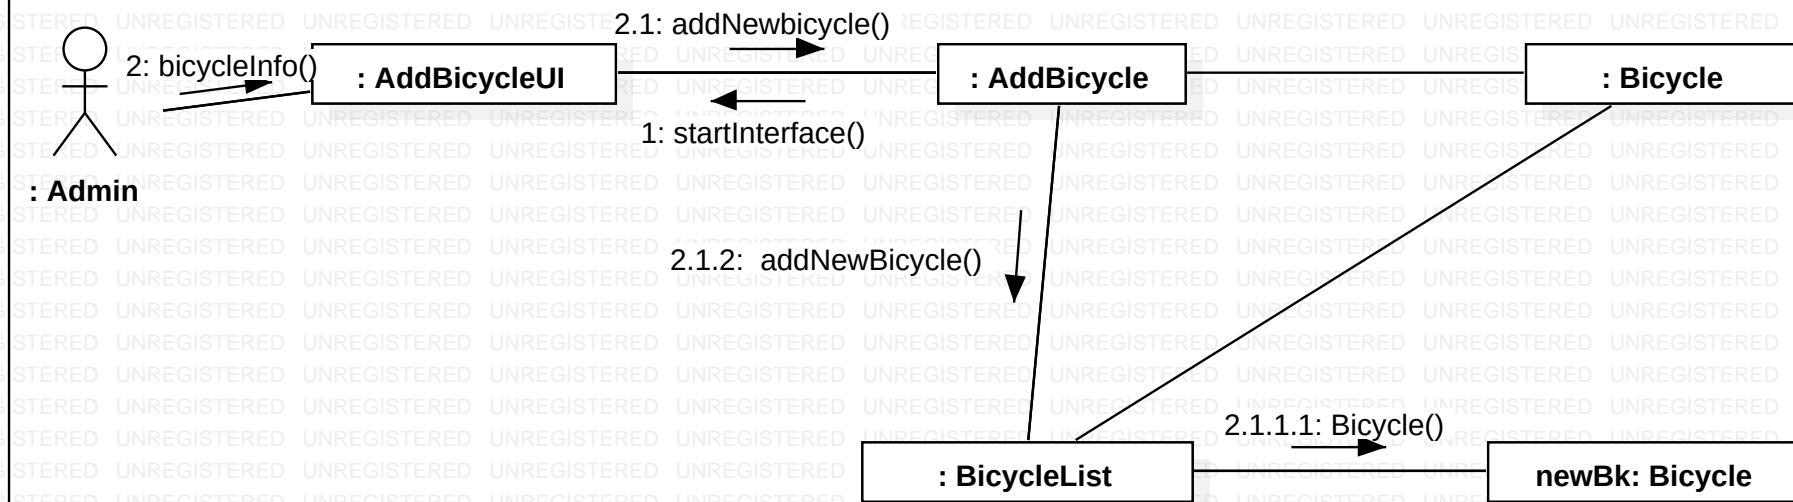 2.1: addNewbicycle()
2: bicycleInfo()
: AddBicycleUI
: AddBicycle
: Bicycle
1: startInterface()
: Admin
2.1.2: addNewBicycle()
2.1.1.1: Bicycle()
: BicycleList
newBk: Bicycle
UNREGISTERED